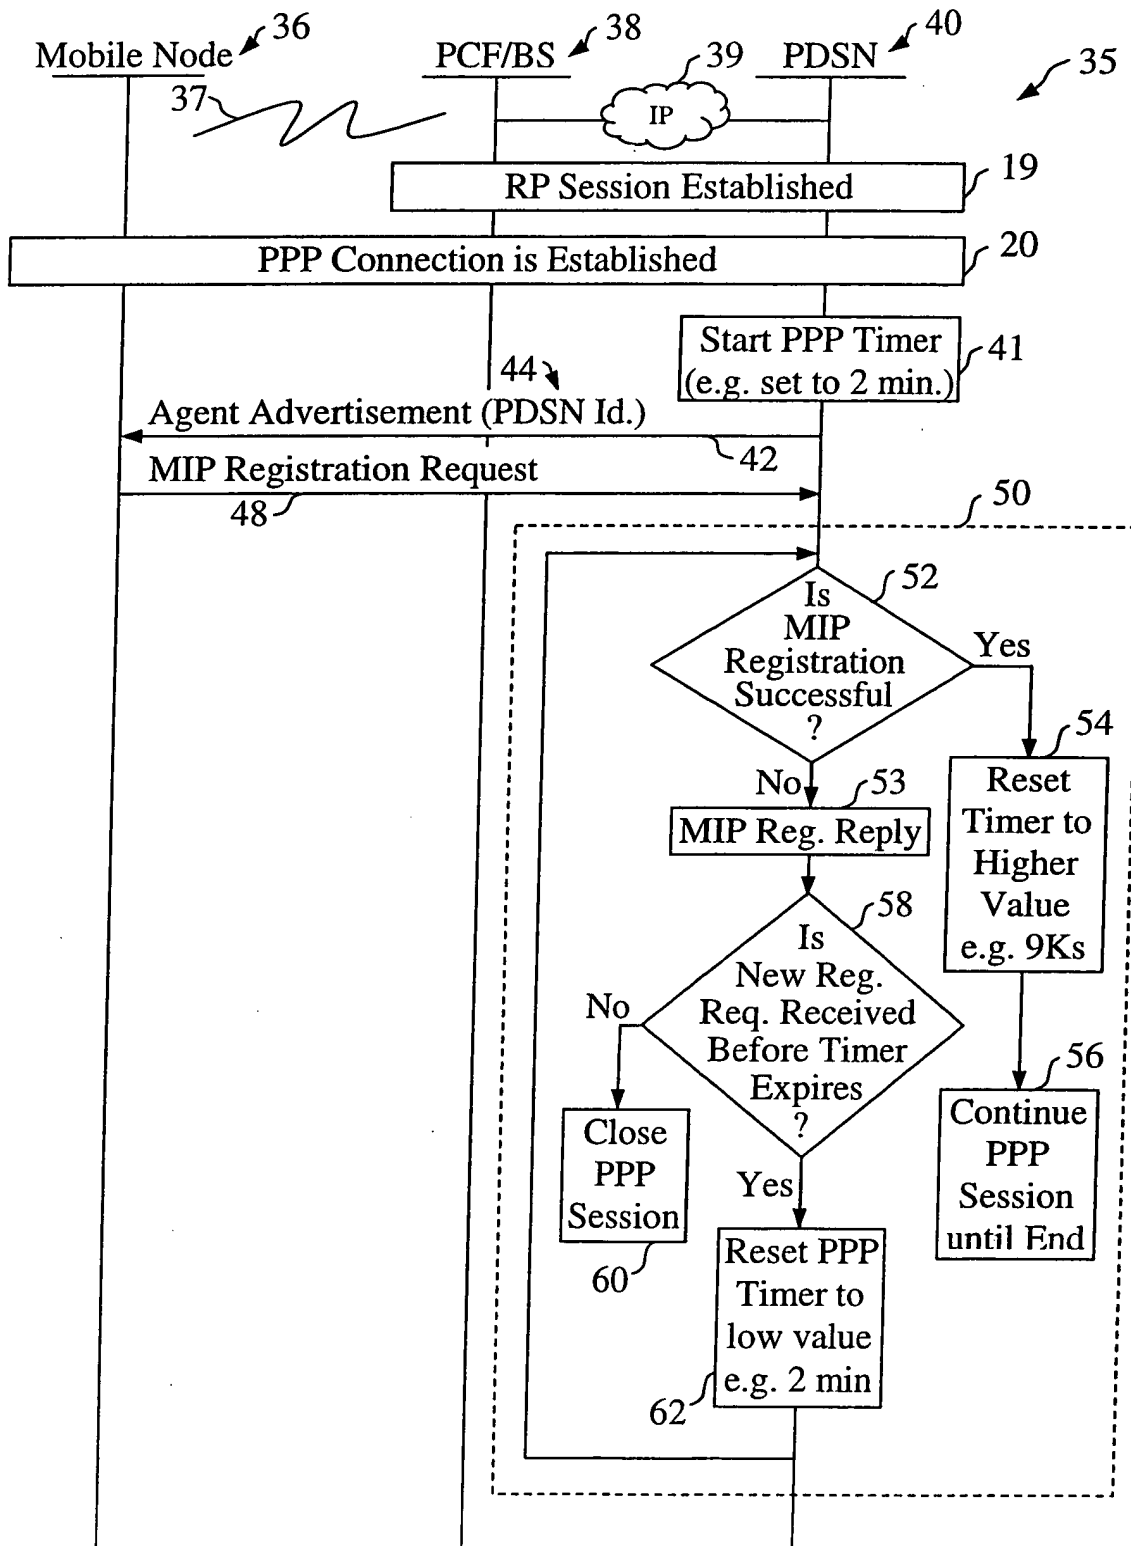 Mobile Node 36
PCF/BS 38
PDSN 40
35
37
39
IP
RP Session Established 19
PPP Connection is Established 20
Start PPP Timer
(e.g. set to 2 min.)
41
44
Agent Advertisement (PDSN Id.)
42
MIP Registration Request
48
50
Is
MIP
Registration
Successful
?
52
Yes
No
53
MIP Reg. Reply
54
Reset
Timer to
Higher
Value
e.g. 9Ks
58
Is
New Reg.
Req. Received
Before Timer
Expires
?
No
Yes
56
Continue
PPP
Session
until End
Close
PPP
Session
60
Reset PPP
Timer to
low value
e.g. 2 min
62